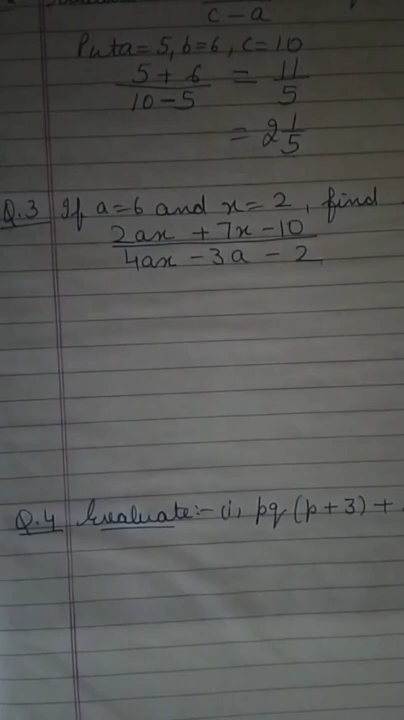 c - a
Put a = 5, b = 6, c = 10
5 + 6 = 11
10 - 5 5
= 2 1/5
Q.3 If a = 6 and x = 2, find
2ax + 7x - 10
4ax - 3a - 2
Q.4 Evaluate:- (i, pq (p + 3) +